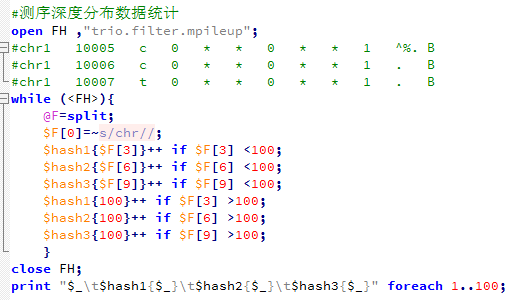 #测序深度分布数据统计
open FH ,"trio.filter.mpileup";
#chr1   10005   c   0   *   *   0   *   *   1   ^%. B
#chr1   10006   c   0   *   *   0   *   *   1   .   B
#chr1   10007   t   0   *   *   0   *   *   1   .   B
while (<FH>){
    @F=split;
    $F[0]=~s/chr//;
    $hash1{$F[3]}++ if $F[3] <100;
    $hash2{$F[6]}++ if $F[6] <100;
    $hash3{$F[9]}++ if $F[9] <100;
    $hash1{100}++ if $F[3] >100;
    $hash2{100}++ if $F[6] >100;
    $hash3{100}++ if $F[9] >100;
    }
close FH;
print "$_\t$hash1{$_}\t$hash2{$_}\t$hash3{$_}" foreach 1..100;